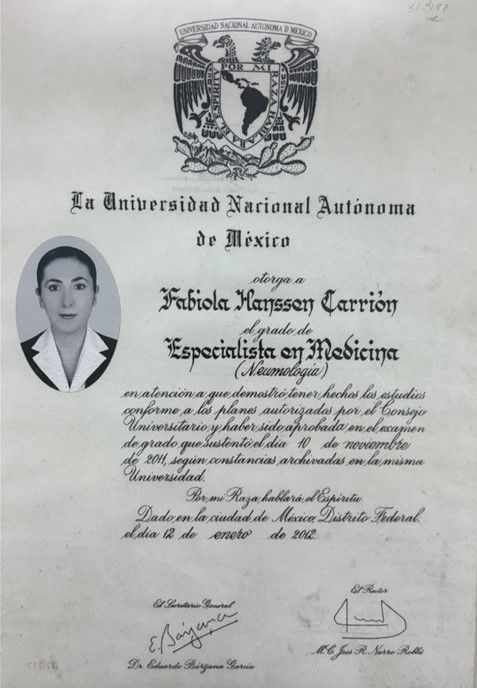 UNIVERSIDAD NACIONAL AUTONOMA DE MEXICO
POR MI RAZA HABLARA EL ESPIRITU
La Universidad Nacional Autónoma
de México
otorga a
Fabiola Hanssen Carrión
el grado de
Especialista en Medicina
(Neumología)
en atención a que demostró tener hechos los estudios
conforme a los planes autorizados por el Consejo
Universitario y haber sido aprobada en el examen
de grado que sustentó el día 10 de noviembre
de 2011, según constancias archivadas en la misma
Universidad.
Por mi Raza hablará el Espíritu
Dado en la ciudad de México, Distrito Federal.
el día 12 de enero de 2012.
El Secretario General
El Rector
E. Bárzana
Dr. Eduardo Bárzana García
M.C. José R. Narro Robles